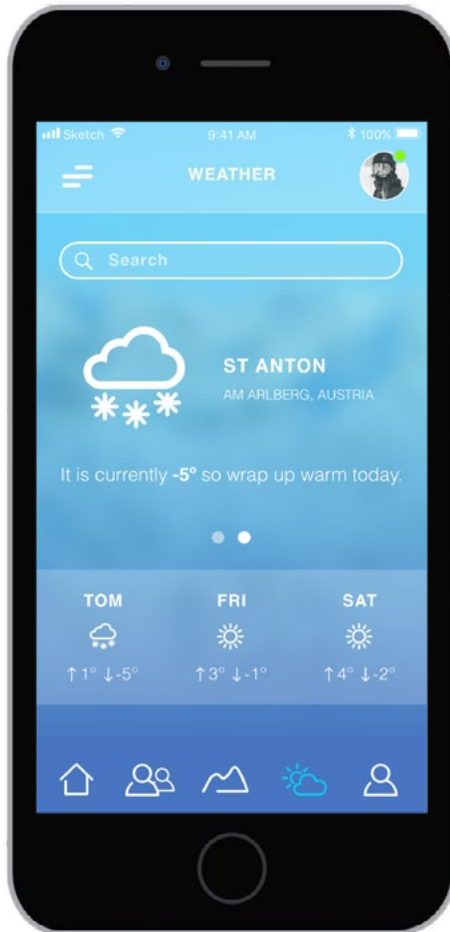 Sketch 9:41 AM 100%
WEATHER
Search
ST ANTON
AM ARLBERG, AUSTRIA
It is currently -5° so wrap up warm today.
TOM FRI SAT
↑1° ↓-5° ↑3° ↓-1° ↑4° ↓-2°